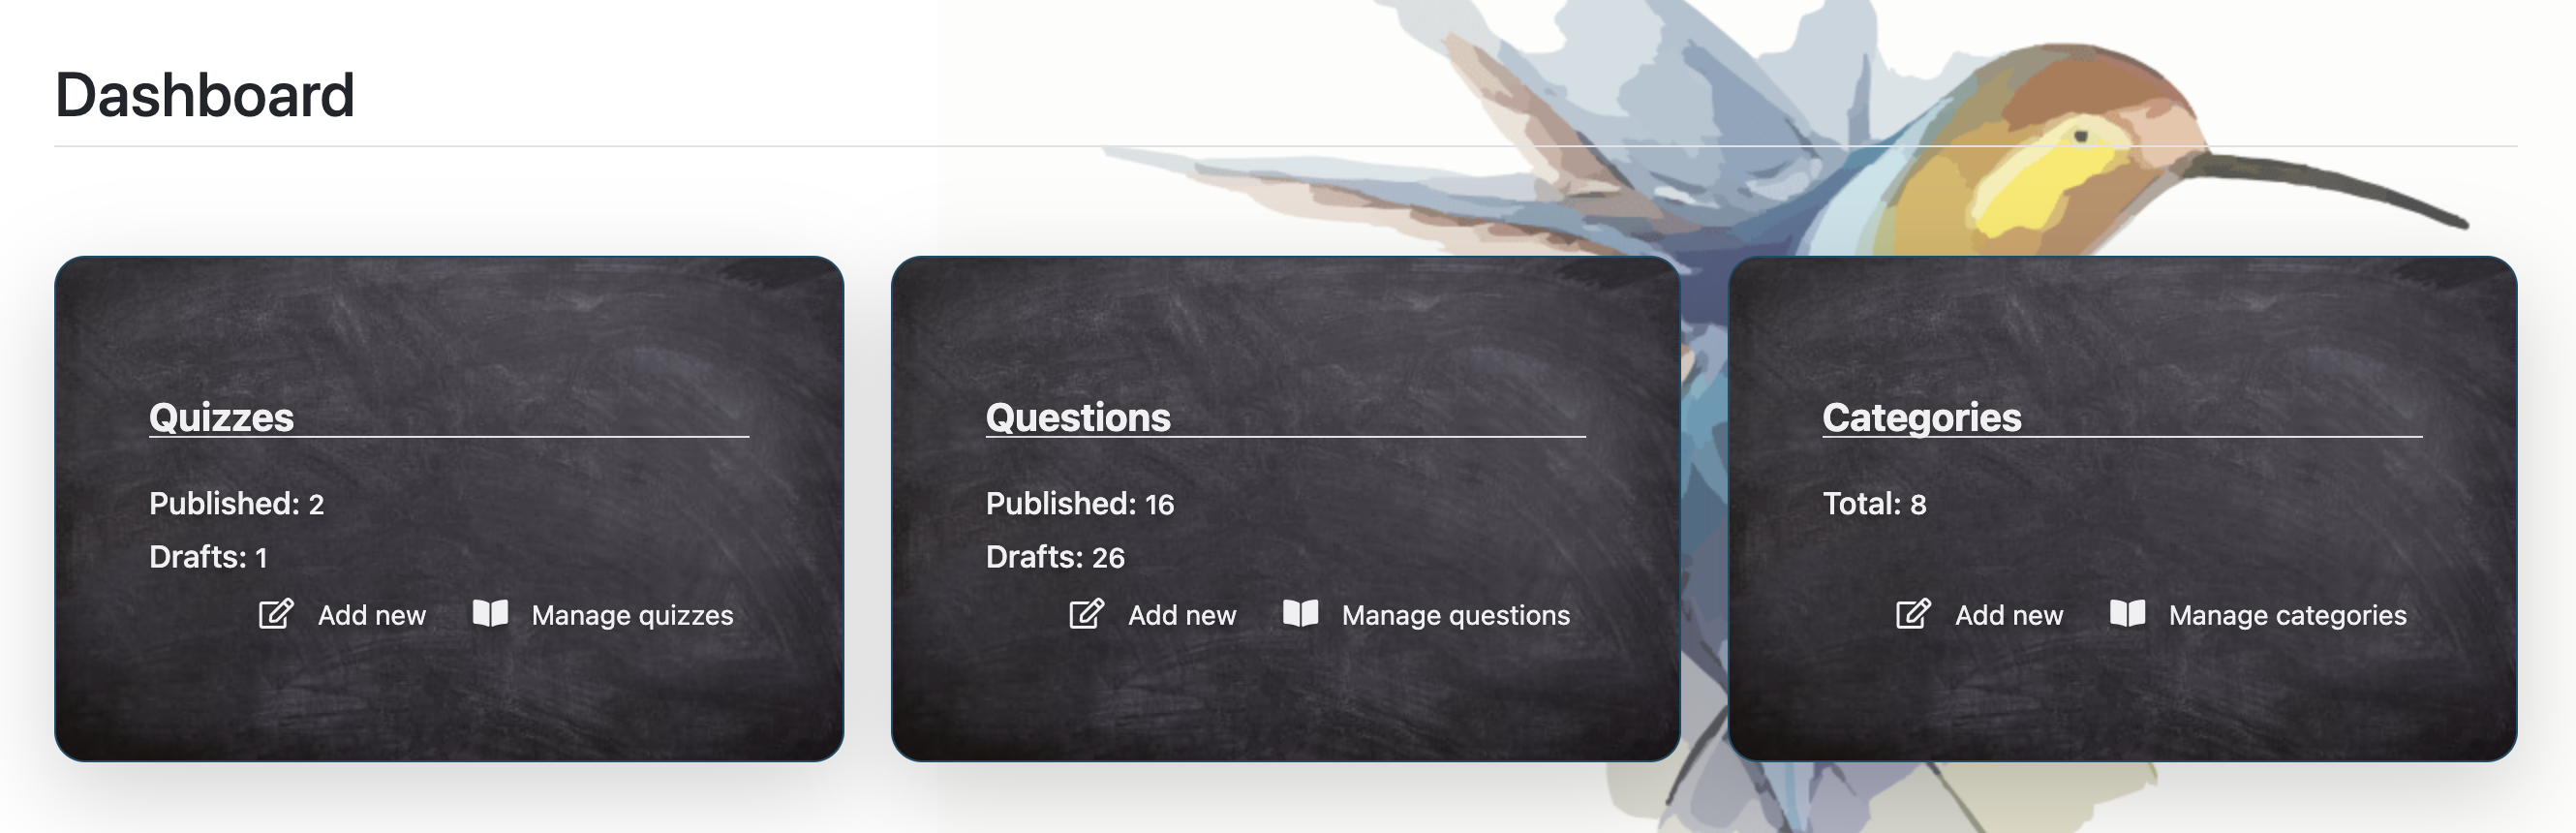 Dashboard
Quizzes
Published: 2
Drafts: 1
Add new Manage quizzes
Questions
Published: 16
Drafts: 26
Add new Manage questions
Categories
Total: 8
Add new Manage categories